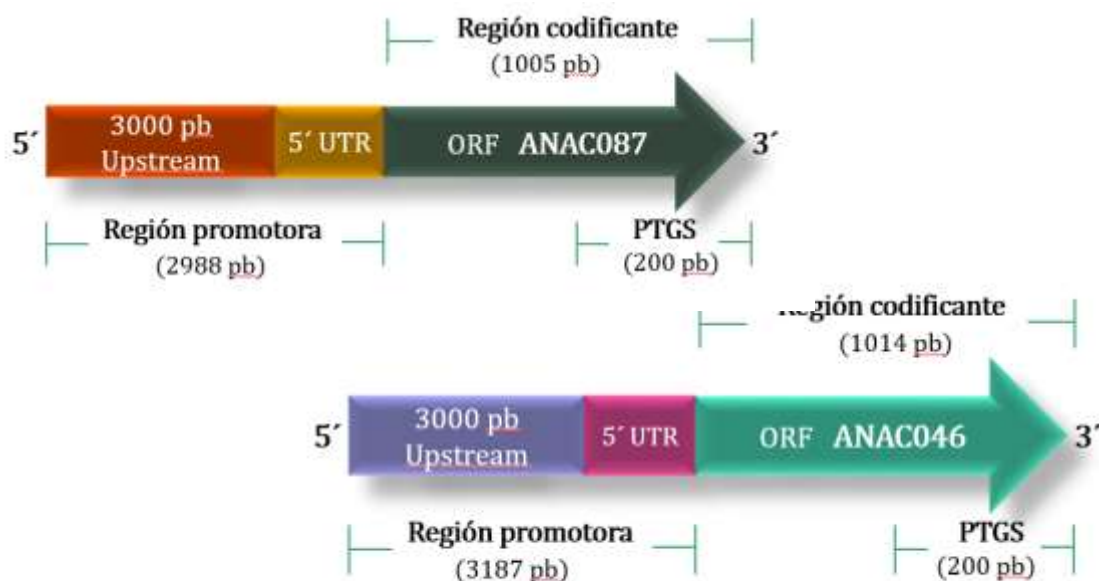 Región codificante
(1005 pb)
5´ 3000 pb Upstream 5´ UTR ORF ANAC087 3´
Región promotora
(2988 pb)
PTGS
(200 pb)
gión codificante
(1014 pb)
5´ 3000 pb Upstream 5´ UTR ORF ANAC046 3´
Región promotora
(3187 pb)
PTGS
(200 pb)